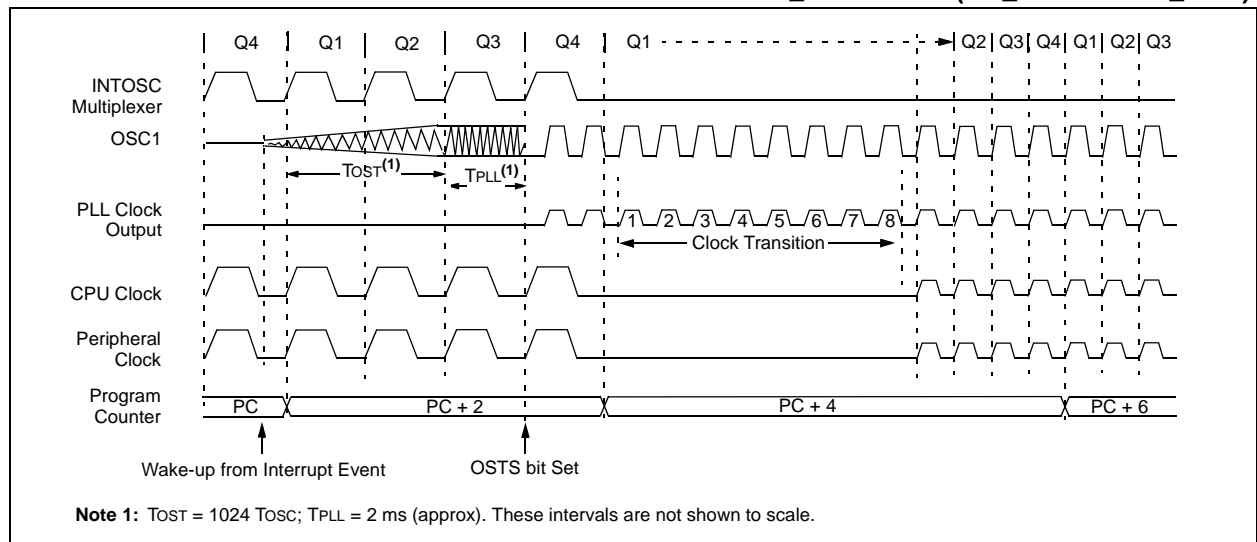 Q4 Q1 Q2 Q3 Q4 Q1 Q2 Q3 Q4 Q1 Q2 Q3
INTOSC
Multiplexer
OSC1
TOST(1)
TPLL(1)
PLL Clock
Output
1 2 3 4 5 6 7 8
Clock Transition
CPU Clock
Peripheral
Clock
Program
Counter
PC PC + 2 PC + 4 PC + 6
Wake-up from Interrupt Event
OSTS bit Set
Note 1: TOST = 1024 TOSC; TPLL = 2 ms (approx). These intervals are not shown to scale.